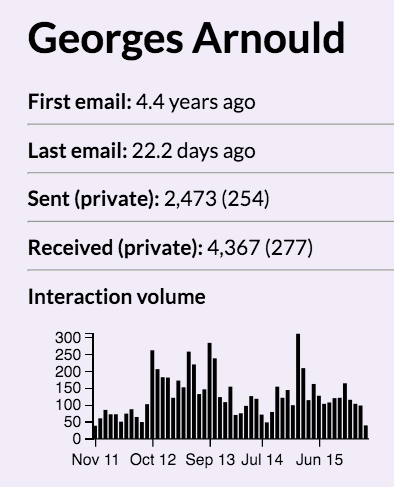 Georges Arnould
First email: 4.4 years ago
Last email: 22.2 days ago
Sent (private): 2,473 (254)
Received (private): 4,367 (277)
Interaction volume
300
250
200
150
100
50
0
Nov 11 Oct 12 Sep 13 Jul 14 Jun 15